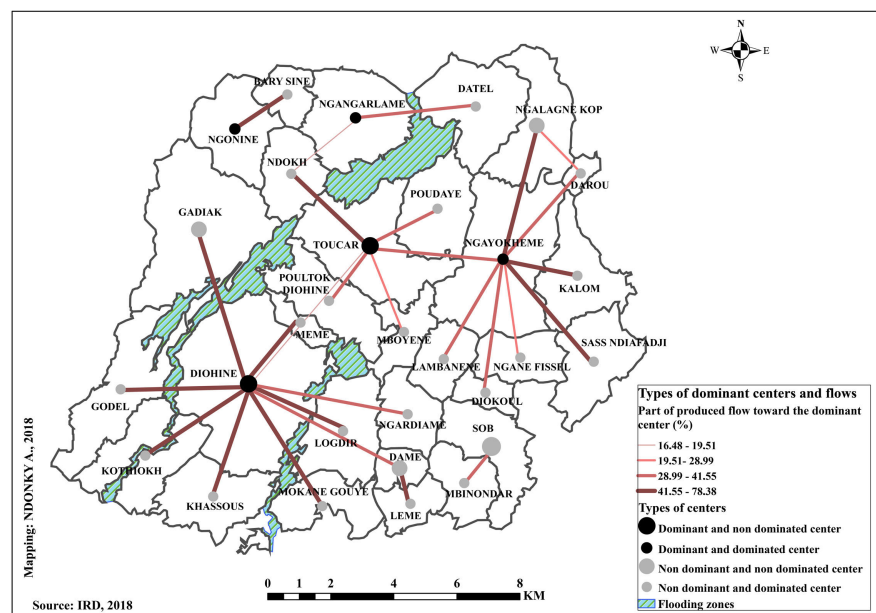 N
W
E
S
BARY SINE
NGANGARLAME
DATEL
NGALAGNE KOP
NGONINE
NDOKH
DAROU
POUDAYE
GADIAK
TOUCAR
NGAYOKHEME
POULTOK
DIOHINE
KALOM
MEME
MBOYENE
SASS NDIAFADJI
LAMBANENE
NGANE FISSEL
DIOHINE
DJOKOUL
GODEL
NGARDIAME
SOB
LOGDIR
DAME
KOTHIOKH
MBINONDAR
KHASSOUS
MOKANE GOUYE
LEME
Types of dominant centers and flows
Part of produced flow toward the dominant
center (%)
16.48 - 19.51
19.51- 28.99
28.99 - 41.55
41.55 - 78.38
Types of centers
Dominant and non dominated center
Dominant and dominated center
Non dominant and non dominated center
Non dominant and dominated center
Flooding zones
0 1 2 4 6 8
KM
Mapping: NDONKY A., 2018
Source: IRD, 2018